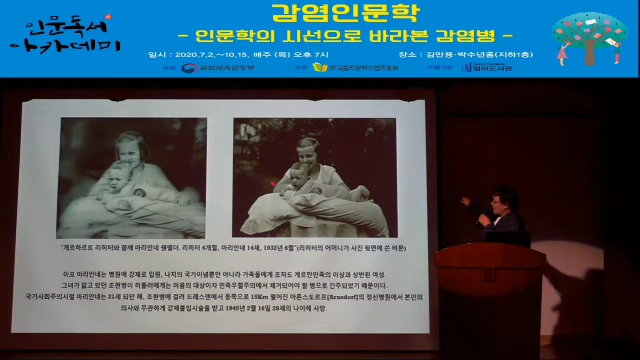 인문독서
아카데미
감염인문학
- 인문학의 시선으로 바라본 감염병 -
일시 : 2020.7.2,~10.15, 매주 (목) 오후 7시
장소 : 김만용·박수년홀(지하1층)
주최 문화체육관광부
"게르하르트 리히터와 함께 마리안네 쉔펠더. 리히터 4개월, 마리안네 14세, 1932년 6월"(리히터의 어머니가 사진 뒷면에 쓴 비문)
이모 마리안네는 병원에 강제로 입원, 나치의 국가이념뿐만 아니라 가족들에게 조차도 게르만민족의 이상과 상반된 여성.
그녀가 앓고 있던 조현병이 히틀러에게는 미움의 대상이자 민족우월주의에서 제거되어야 할 병으로 간주되었기 때문이다.
국가사회주의시절 마리안네는 21세 되던 해, 조현병에 걸려 드레스덴에서 동쪽으로 15Km 떨어진 아른스도르프[Arnsdorf]의 정신병원에서 본인의
의사와 무관하게 강제불임시술을 받고 1945년 2월 16일 28세의 나이에 사망.